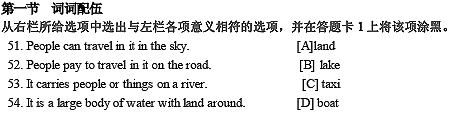 第一节 词词配伍
从右栏所给选项中选出与左栏各项意义相符的选项，并在答题卡 1 上将该项涂黑。
51. People can travel in it in the sky. [A]land
52. People pay to travel in it on the road. [B] lake
53. It carries people or things on a river. [C] taxi
54. It is a large body of water with land around. [D] boat